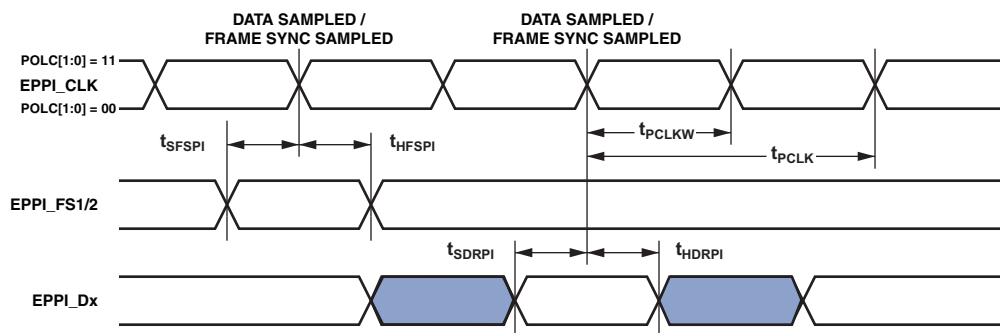 DATA SAMPLED /
FRAME SYNC SAMPLED
DATA SAMPLED /
FRAME SYNC SAMPLED
POLC[1:0] = 11
EPPI_CLK
POLC[1:0] = 00
tPCLKW
tSFSPI
tHFSPI
tPCLK
EPPI_FS1/2
tSDRPI
tHDRPI
EPPI_Dx